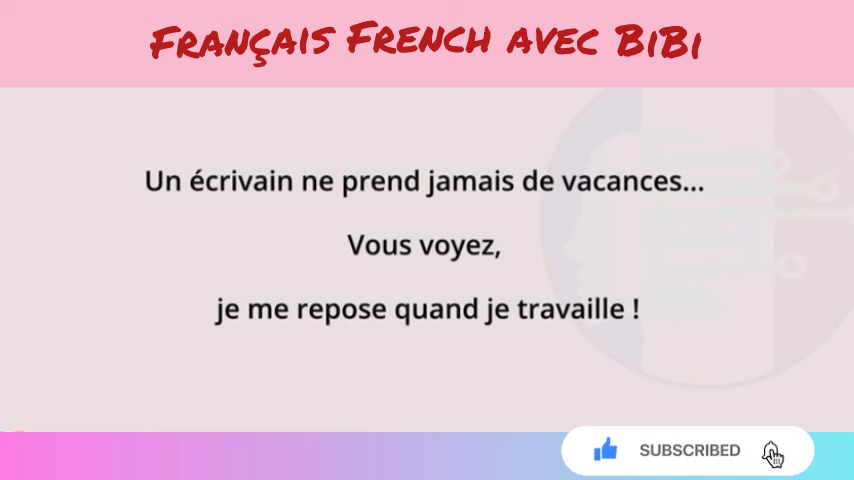 Français French avec BiBi
Un écrivain ne prend jamais de vacances...
Vous voyez,
je me repose quand je travaille !
SUBSCRIBED